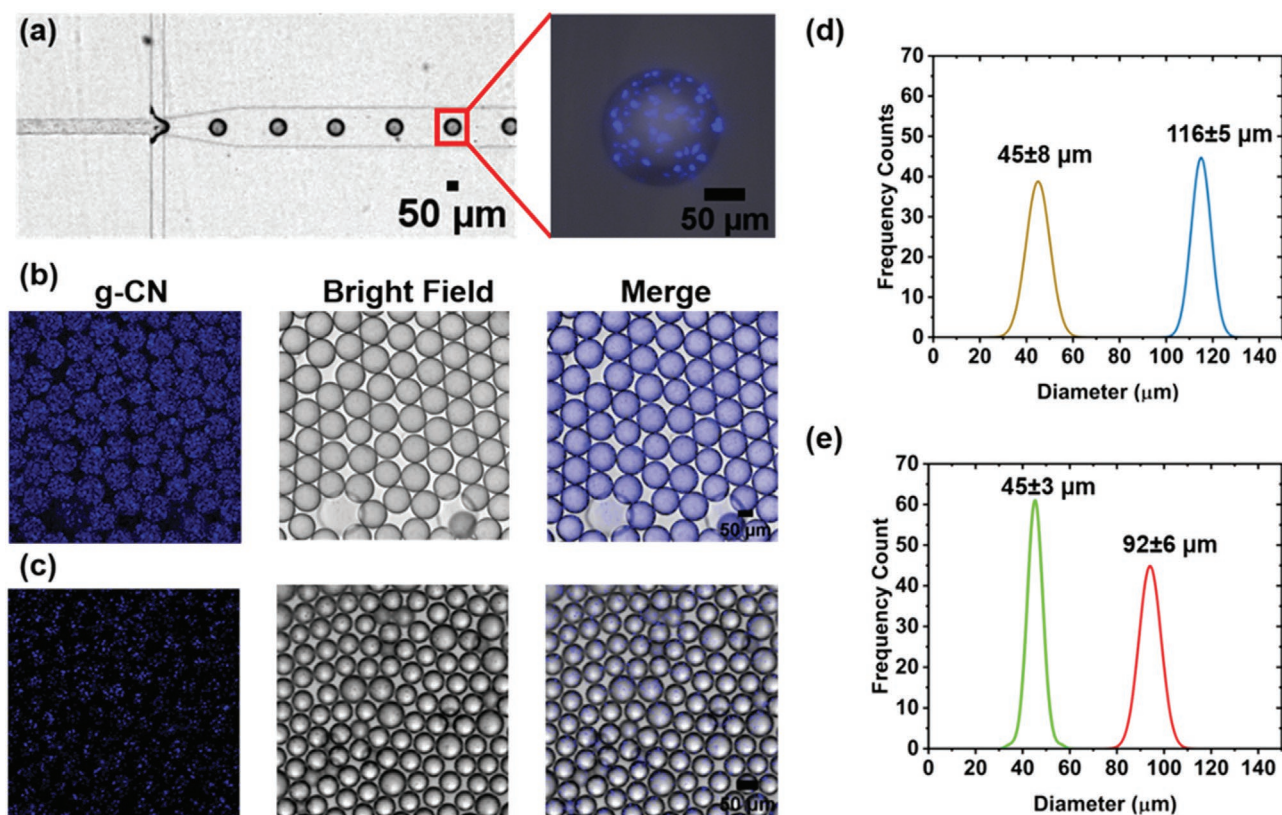 (a)
50 µm
50 µm
(b)
g-CN
Bright Field
Merge
50 µm
(c)
50 µm
(d)
Frequency Counts
70
60
50
40
30
20
10
0
45±8 µm
116±5 µm
0 20 40 60 80 100 120 140
Diameter (µm)
(e)
Frequency Count
70
60
50
40
30
20
10
0
45±3 µm
92±6 µm
0 20 40 60 80 100 120 140
Diameter (µm)